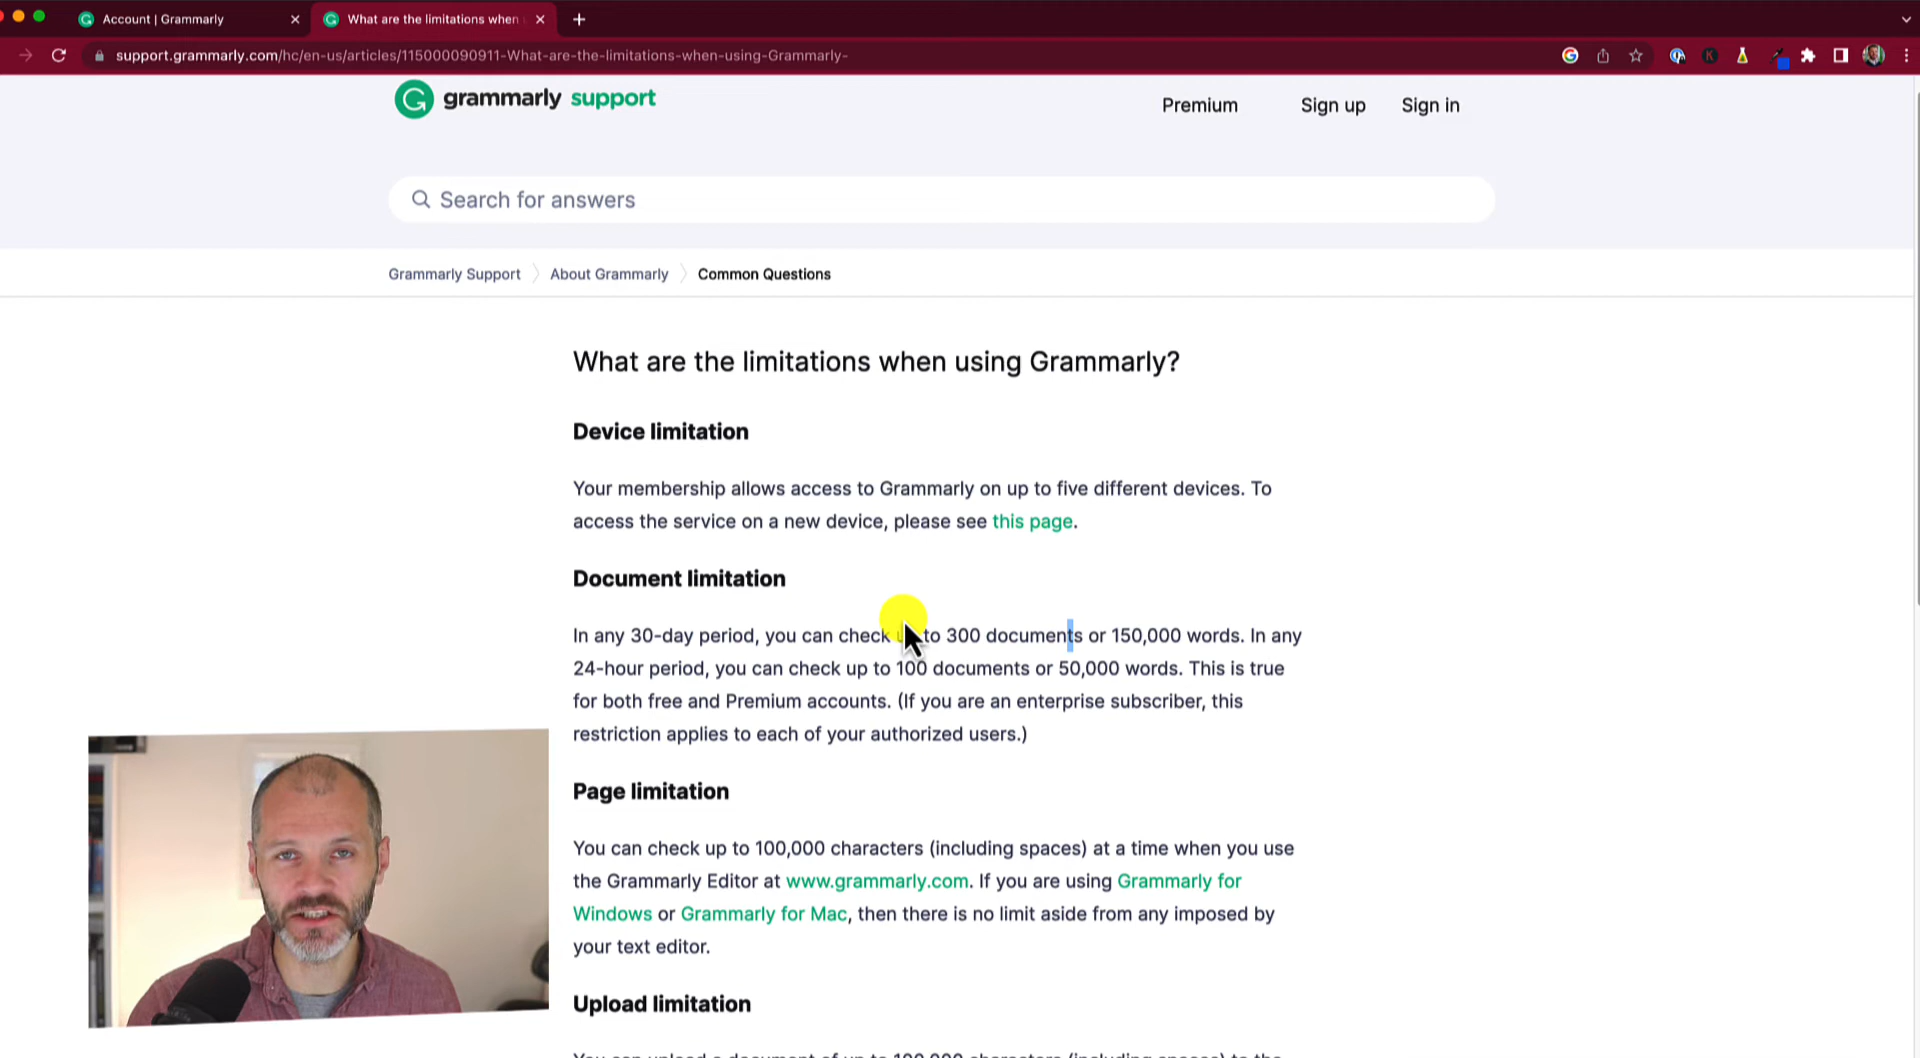 Account | Grammarly
What are the limitations when
support.grammarly.com/hc/en-us/articles/115000090911-What-are-the-limitations-when-using-Grammarly-
grammarly support
Premium
Sign up
Sign in
Search for answers
Grammarly Support
About Grammarly
Common Questions
What are the limitations when using Grammarly?
Device limitation
Your membership allows access to Grammarly on up to five different devices. To
access the service on a new device, please see this page.
Document limitation
In any 30-day period, you can check to 300 documents or 150,000 words. In any
24-hour period, you can check up to 100 documents or 50,000 words. This is true
for both free and Premium accounts. (If you are an enterprise subscriber, this
restriction applies to each of your authorized users.)
Page limitation
You can check up to 100,000 characters (including spaces) at a time when you use
the Grammarly Editor at www.grammarly.com. If you are using Grammarly for
Windows or Grammarly for Mac, then there is no limit aside from any imposed by
your text editor.
Upload limitation